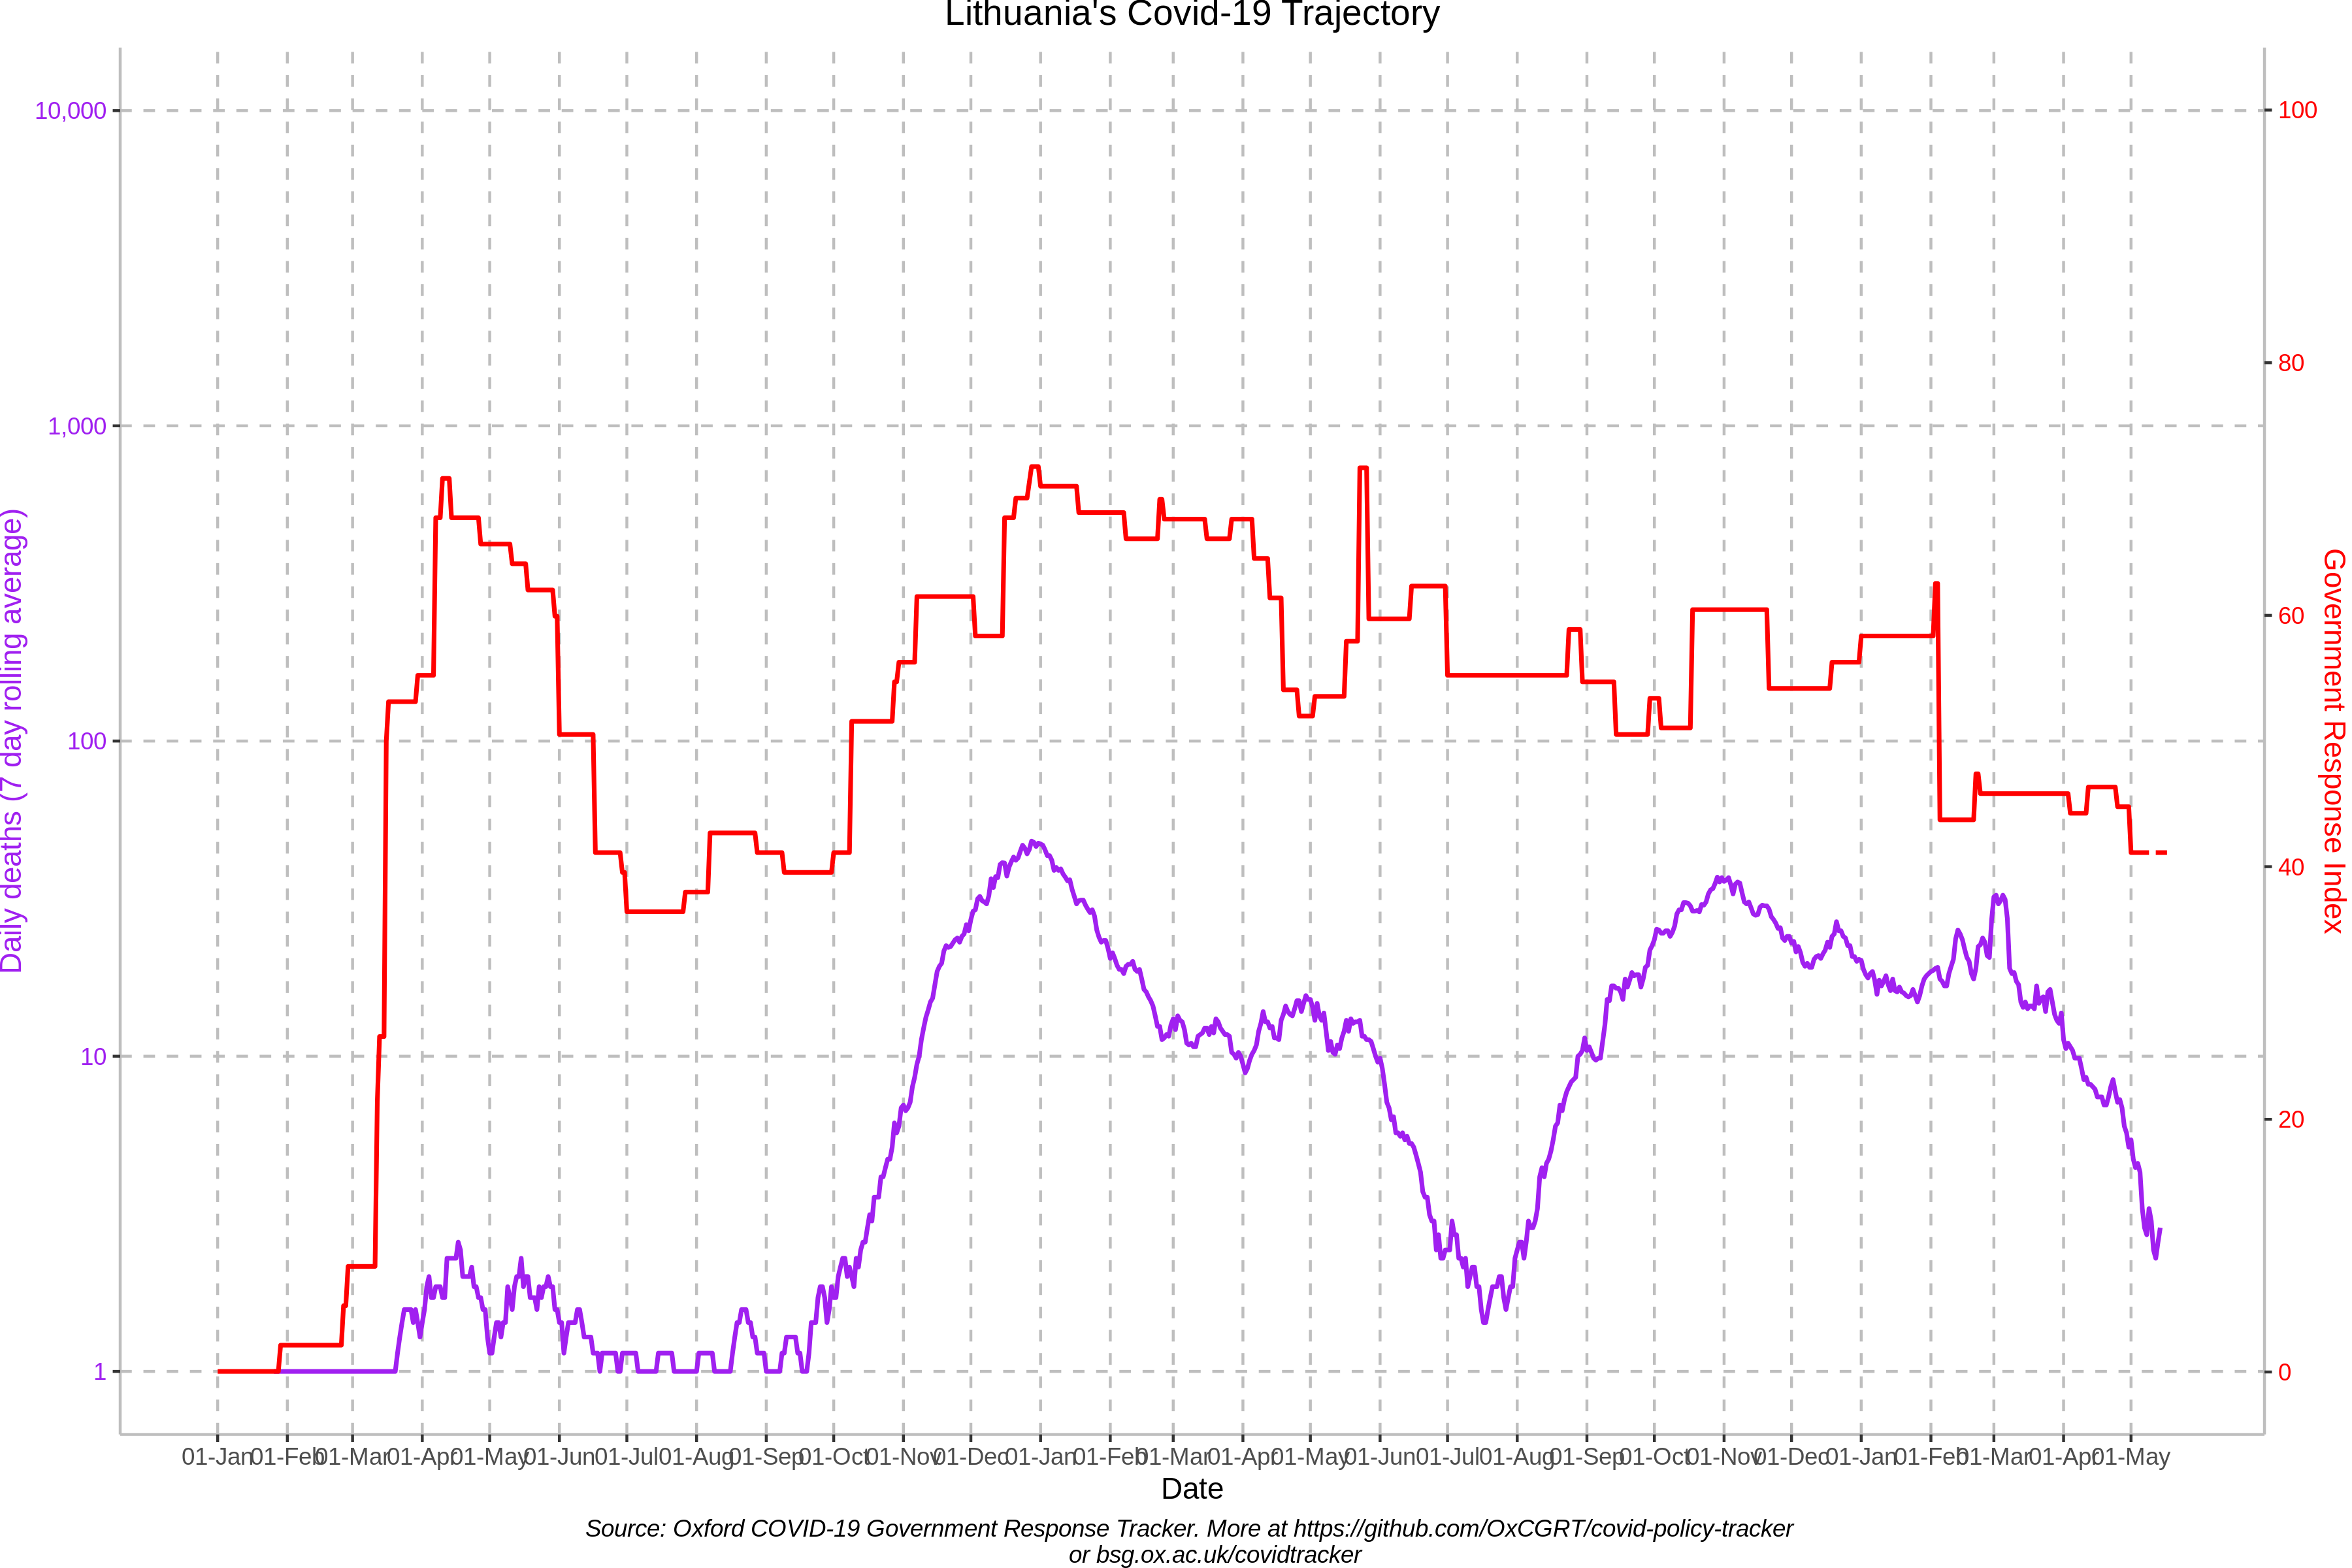 Lithuania's Covid-19 Trajectory
10,000
1,000
100
10
1
Daily deaths (7 day rolling average)
100
80
60
40
20
0
Government Response Index
01-Jan 01-Feb 01-Mar 01-Apr 01-May 01-Jun 01-Jul 01-Aug 01-Sep 01-Oct 01-Nov 01-Dec 01-Jan 01-Feb 01-Mar 01-Apr 01-May 01-Jun 01-Jul 01-Aug 01-Sep 01-Oct 01-Nov 01-Dec 01-Jan 01-Feb 01-Mar 01-Apr 01-May
Date
Source: Oxford COVID-19 Government Response Tracker. More at https://github.com/OxCGRT/covid-policy-tracker
or bsg.ox.ac.uk/covidtracker